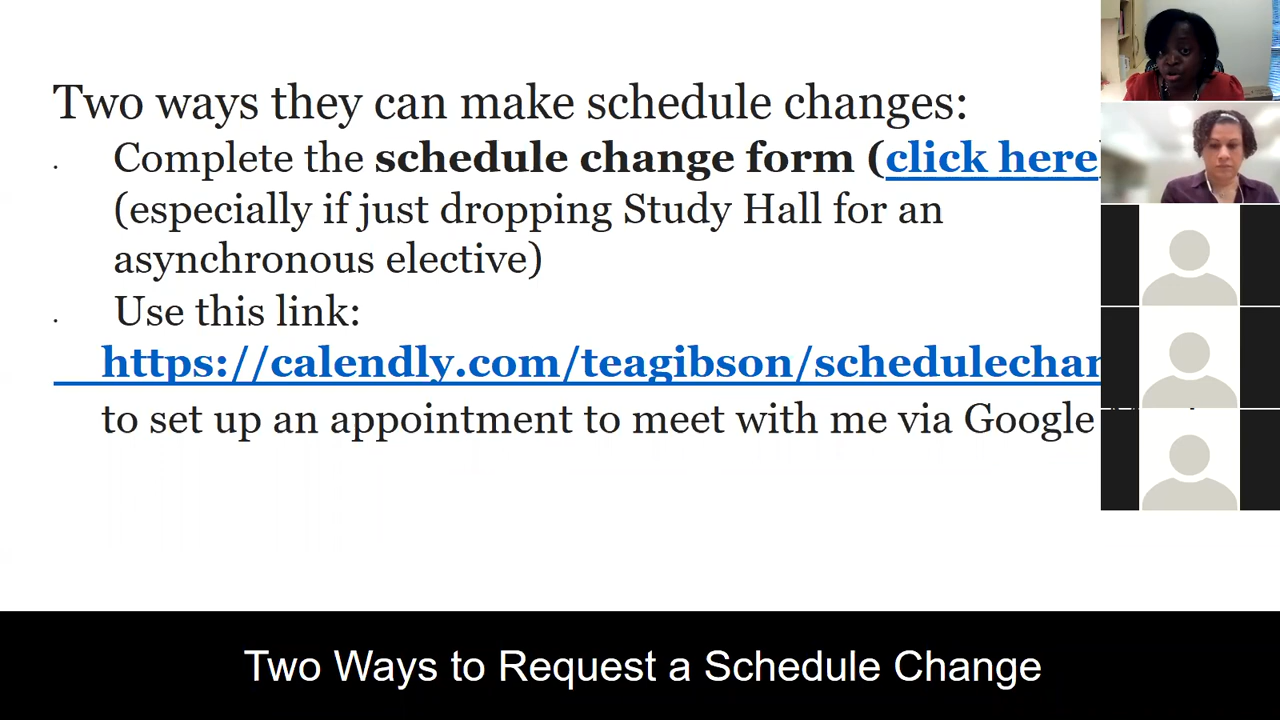 Two ways they can make schedule changes:
· Complete the schedule change form (click here
(especially if just dropping Study Hall for an
asynchronous elective)
· Use this link:
https://calendly.com/teagibson/schedulechan
to set up an appointment to meet with me via Google
Two Ways to Request a Schedule Change